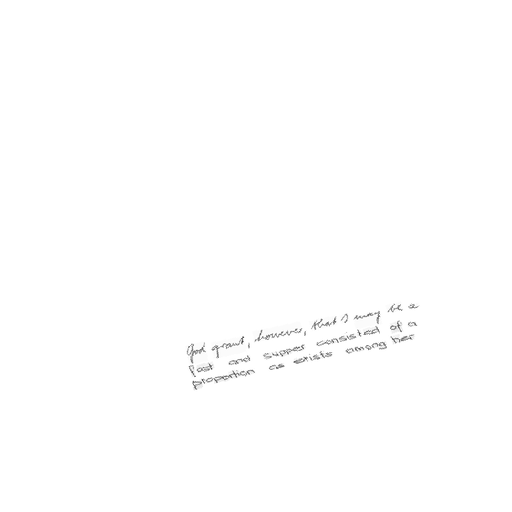 God grant, however, that I may be a
fast and supper consisted of a
proportion as exists among her